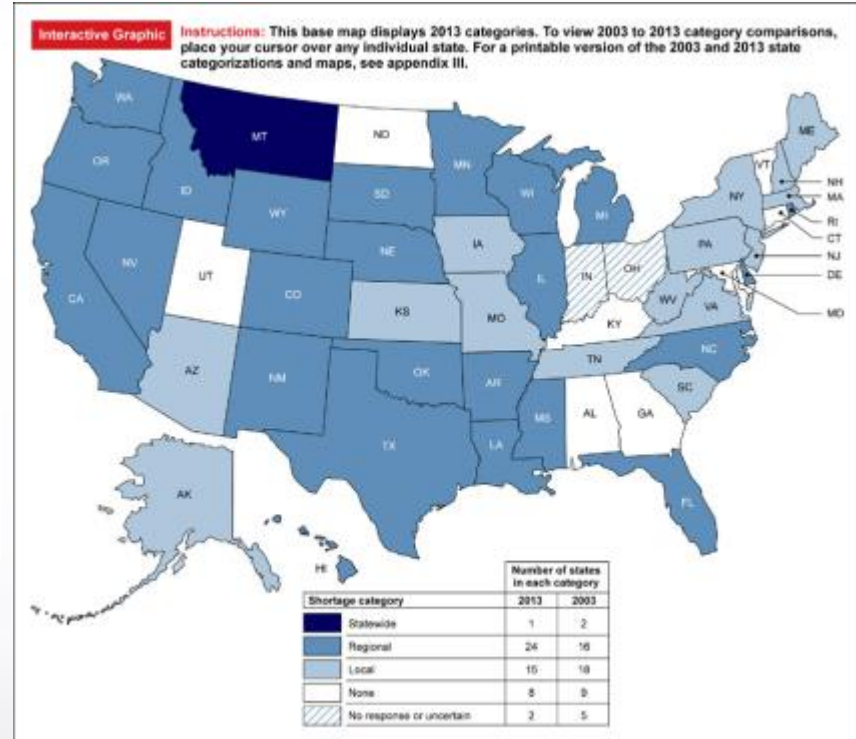 Interactive Graphic
Instructions: This base map displays 2013 categories. To view 2003 to 2013 category comparisons,
place your cursor over any individual state. For a printable version of the 2003 and 2013 state
categorizations and maps, see appendix III.
WA
MT
ND
MN
ME
OR
ID
WY
SD
WI
MI
NY
VT
NH
MA
RI
CT
NJ
DE
MD
NV
UT
CO
NE
IA
IL
IN
OH
PA
WV
VA
CA
AZ
NM
KS
MO
KY
TN
NC
SC
OK
AR
TX
LA
MS
AL
GA
FL
AK
HI
Number of states
in each category
Shortage category 2013 2003
Statewide 1 2
Regional 24 16
Local 15 18
None 8 9
No response or uncertain 2 5